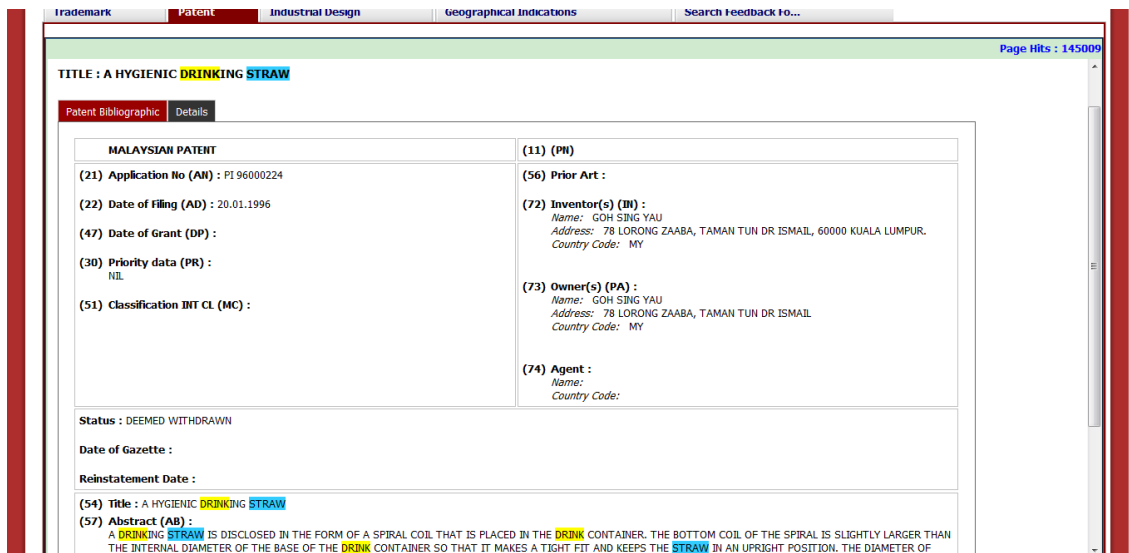 Trademark Patent Industrial Design Geographical Indications Search Feedback Fo...
Page Hits : 145009
TITLE : A HYGIENIC DRINKING STRAW
Patent Bibliographic Details
MALAYSIAN PATENT
(11) (PN)
(21) Application No (AN) : PI 96000224
(56) Prior Art :
(22) Date of Filing (AD) : 20.01.1996
(72) Inventor(s) (IN) :
Name: GOH SING YAU
Address: 78 LORONG ZAABA, TAMAN TUN DR ISMAIL, 60000 KUALA LUMPUR.
Country Code: MY
(47) Date of Grant (DP) :
(30) Priority data (PR) :
NIL
(73) Owner(s) (PA) :
Name: GOH SING YAU
Address: 78 LORONG ZAABA, TAMAN TUN DR ISMAIL
Country Code: MY
(51) Classification INT CL (MC) :
(74) Agent :
Name:
Country Code:
Status : DEEMED WITHDRAWN
Date of Gazette :
Reinstatement Date :
(54) Title : A HYGIENIC DRINKING STRAW
(57) Abstract (AB) :
A DRINKING STRAW IS DISCLOSED IN THE FORM OF A SPIRAL COIL THAT IS PLACED IN THE DRINK CONTAINER. THE BOTTOM COIL OF THE SPIRAL IS SLIGHTLY LARGER THAN
THE INTERNAL DIAMETER OF THE BASE OF THE DRINK CONTAINER SO THAT IT MAKES A TIGHT FIT AND KEEPS THE STRAW IN AN UPRIGHT POSITION. THE DIAMETER OF